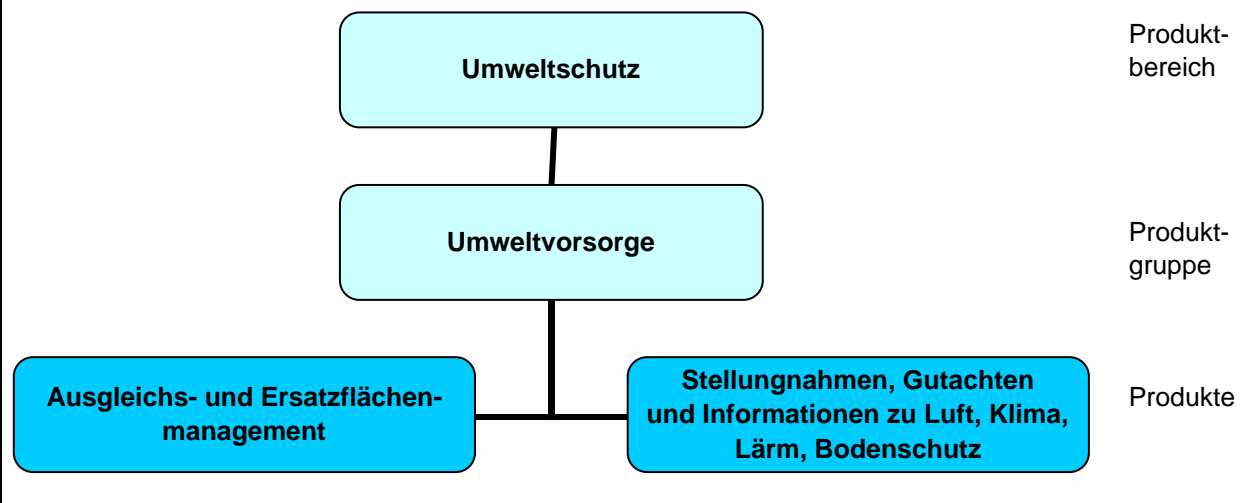 Umweltschutz
Produkt-
bereich
Umweltvorsorge
Produkt-
gruppe
Ausgleichs- und Ersatzflächen-
management
Stellungnahmen, Gutachten
und Informationen zu Luft, Klima,
Lärm, Bodenschutz
Produkte